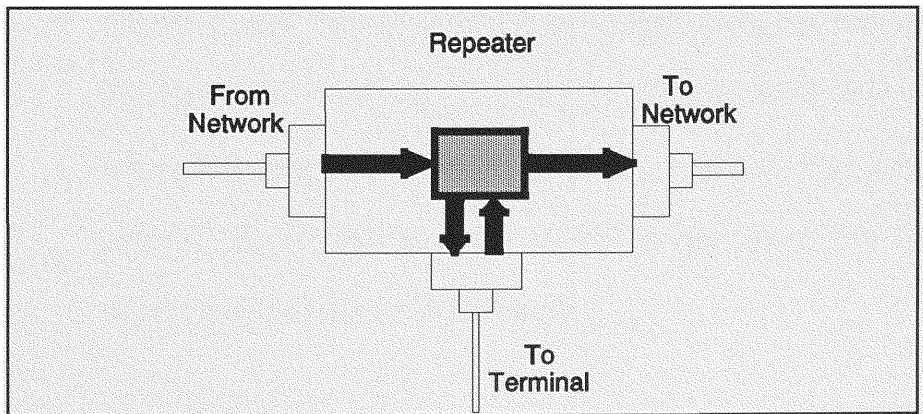 Repeater
From
Network
To
Network
To
Terminal